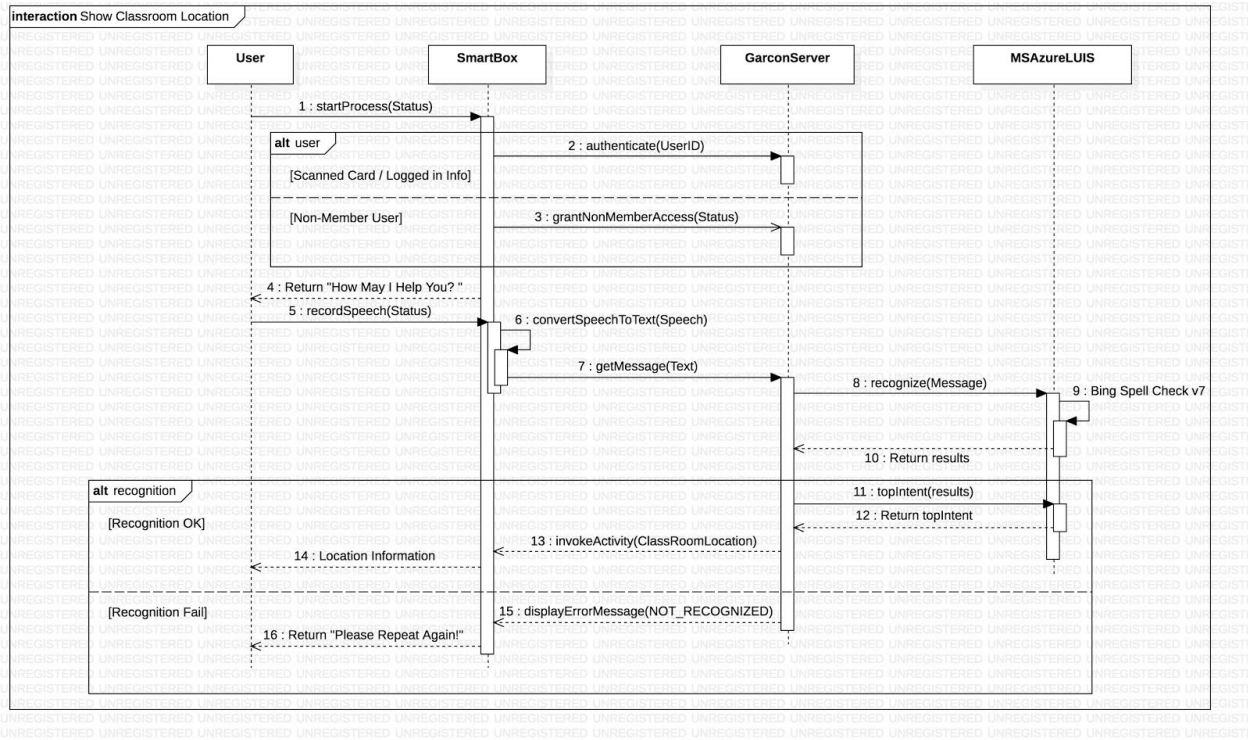 interaction Show Classroom Location
User
SmartBox
GarconServer
MSAzureLUIS
1 : startProcess(Status)
alt user
2 : authenticate(UserID)
[Scanned Card / Logged in Info]
[Non-Member User]
3 : grantNonMemberAccess(Status)
4 : Return "How May I Help You? "
5 : recordSpeech(Status)
6 : convertSpeechToText(Speech)
7 : getMessage(Text)
8 : recognize(Message)
9 : Bing Spell Check v7
10 : Return results
alt recognition
11 : topIntent(results)
[Recognition OK]
12 : Return topIntent
13 : invokeActivity(ClassRoomLocation)
14 : Location Information
[Recognition Fail]
15 : displayErrorMessage(NOT_RECOGNIZED)
16 : Return "Please Repeat Again!"
UNREGISTERED